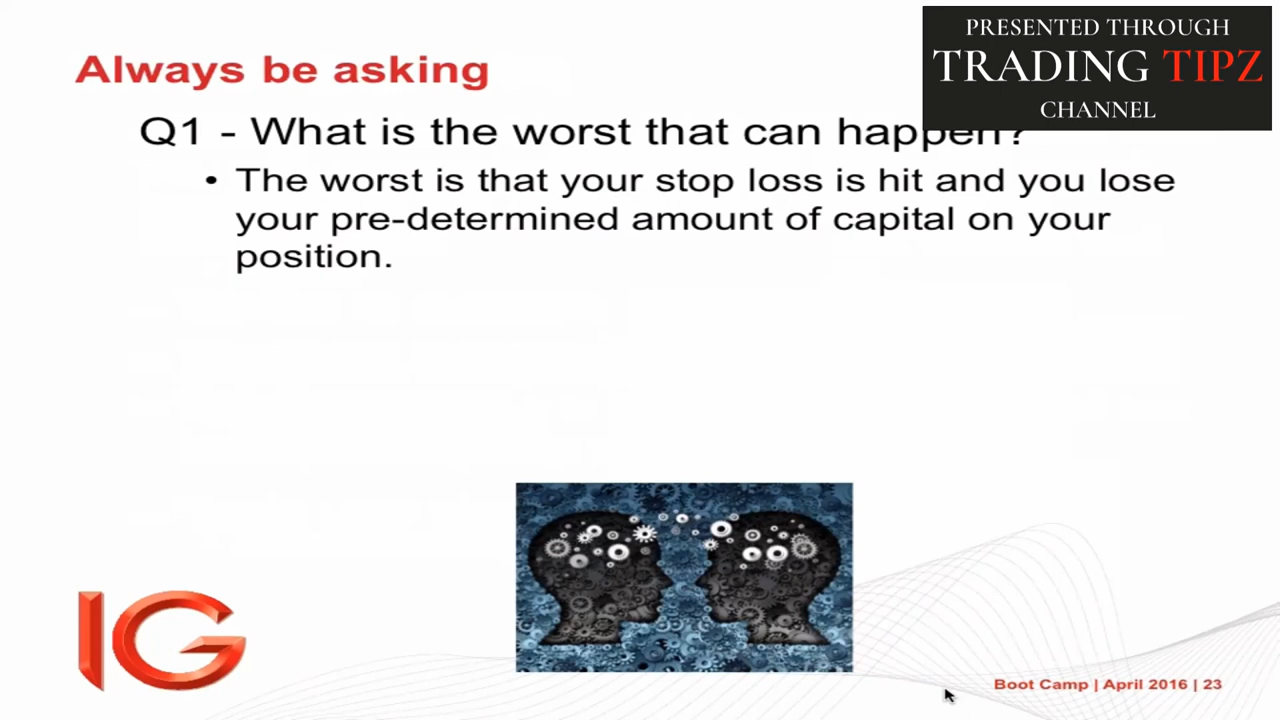 PRESENTED THROUGH
TRADING TIPZ
CHANNEL
Always be asking
Q1 - What is the worst that can happen?
• The worst is that your stop loss is hit and you lose
your pre-determined amount of capital on your
position.
IG
Boot Camp | April 2016 | 23